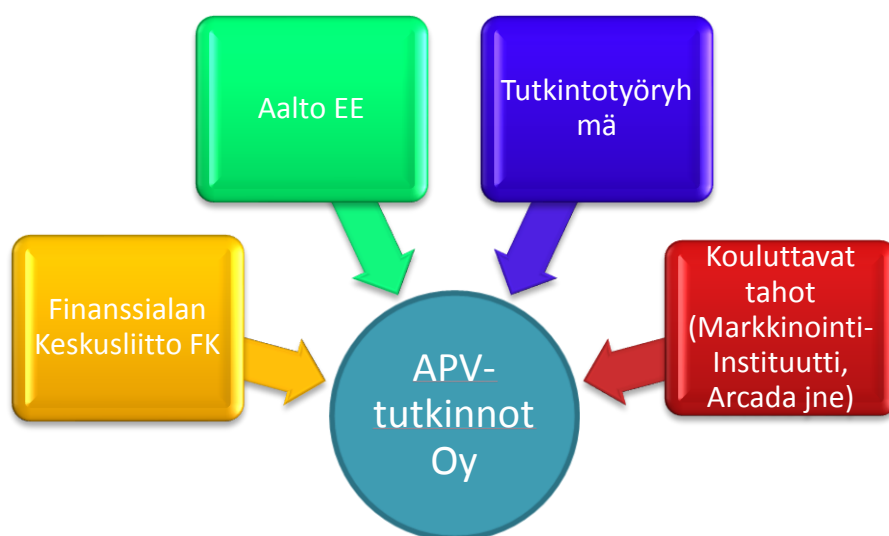 Aalto EE
Tutkintotyöryh
mä
Finanssialan
Keskusliitto FK
Kouluttavat
tahot
(Markkinointi-
Instituutti,
Arcada jne)
APV-
tutkinnot
Oy